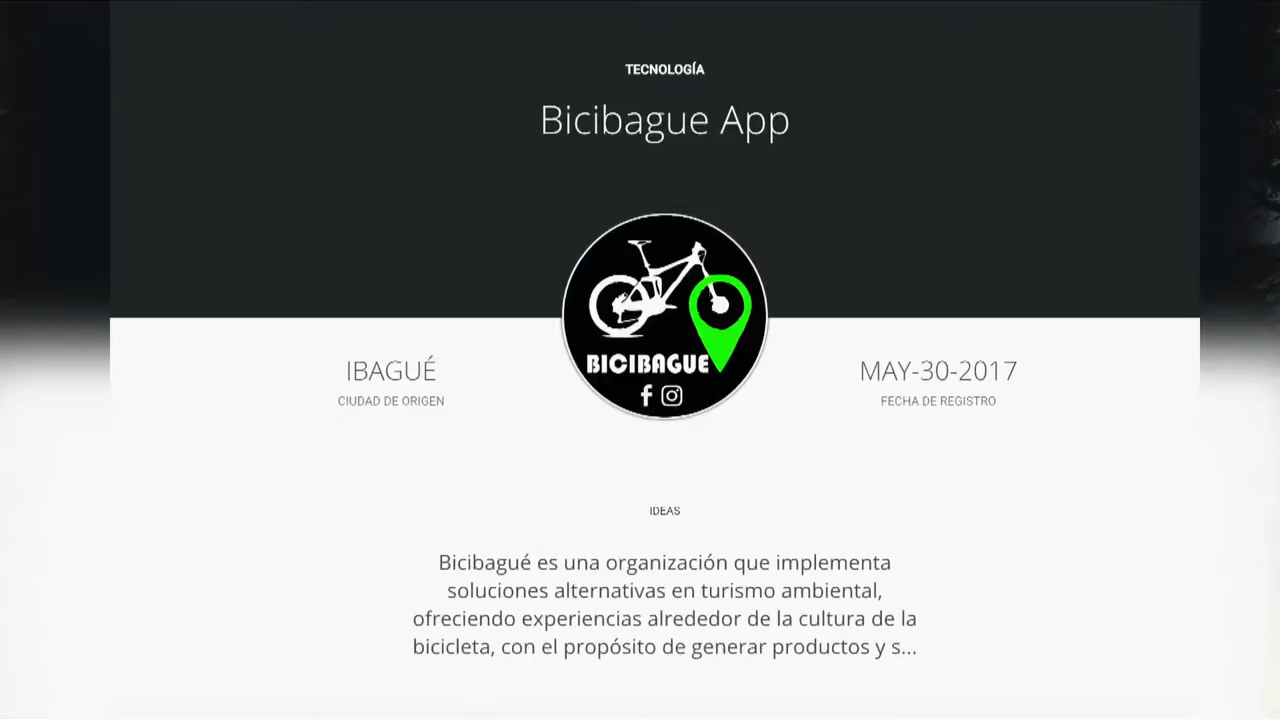 TECNOLOGÍA
Bicibague App
BICIBAGUE
IBAGUÉ
CIUDAD DE ORIGEN
MAY-30-2017
FECHA DE REGISTRO
IDEAS
Bicibagué es una organización que implementa
soluciones alternativas en turismo ambiental,
ofreciendo experiencias alrededor de la cultura de la
bicicleta, con el propósito de generar productos y s...